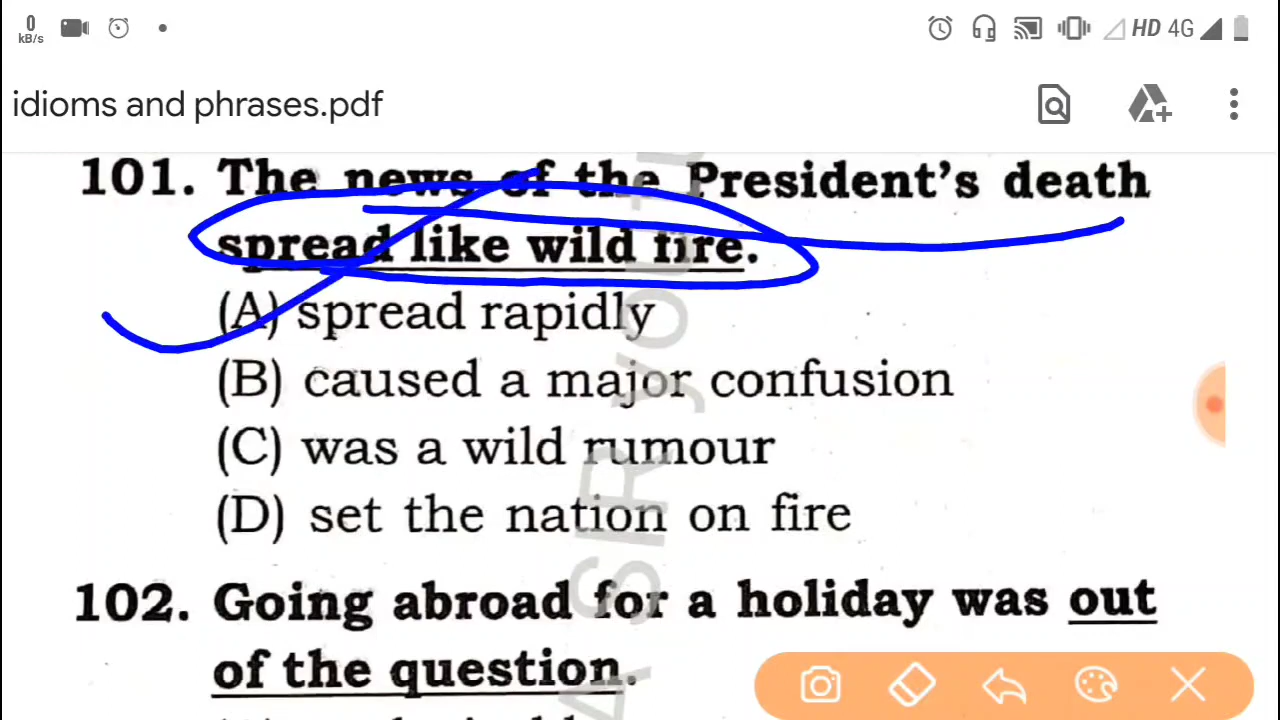 0
kB/s
HD 4G
idioms and phrases.pdf
101. The news of the President's death
spread like wild fire.
(A) spread rapidly
(B) caused a major confusion
(C) was a wild rumour
(D) set the nation on fire
102. Going abroad for a holiday was out
of the question.
A SR